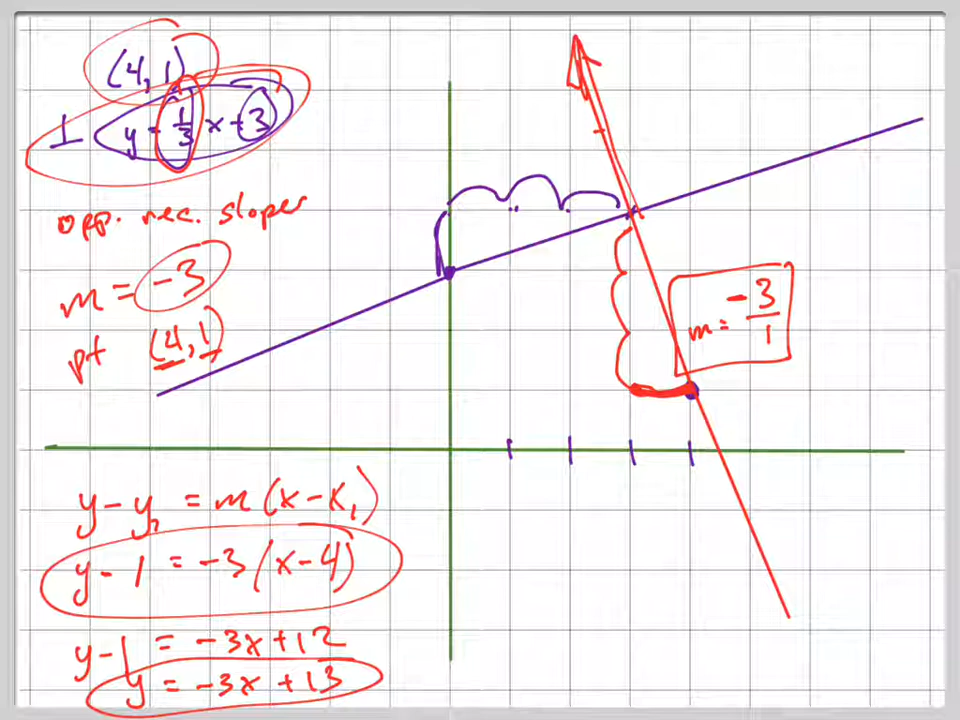 (4,1)
⊥ y = 1/3 x + 3
opp. rec. slopes
m = -3
pt (4,1)
m = -3/1
y - y₁ = m(x - x₁)
y - 1 = -3(x - 4)
y - 1 = -3x + 12
y = -3x + 13